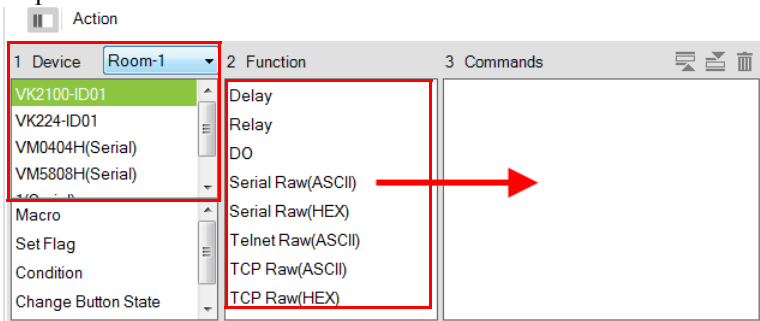 Action
1 Device Room-1 2 Function 3 Commands
VK2100-ID01
VK224-ID01
VM0404H(Serial)
VM5808H(Serial)
Macro
Set Flag
Condition
Change Button State
Delay
Relay
DO
Serial Raw(ASCII)
Serial Raw(HEX)
Telnet Raw(ASCII)
TCP Raw(ASCII)
TCP Raw(HEX)